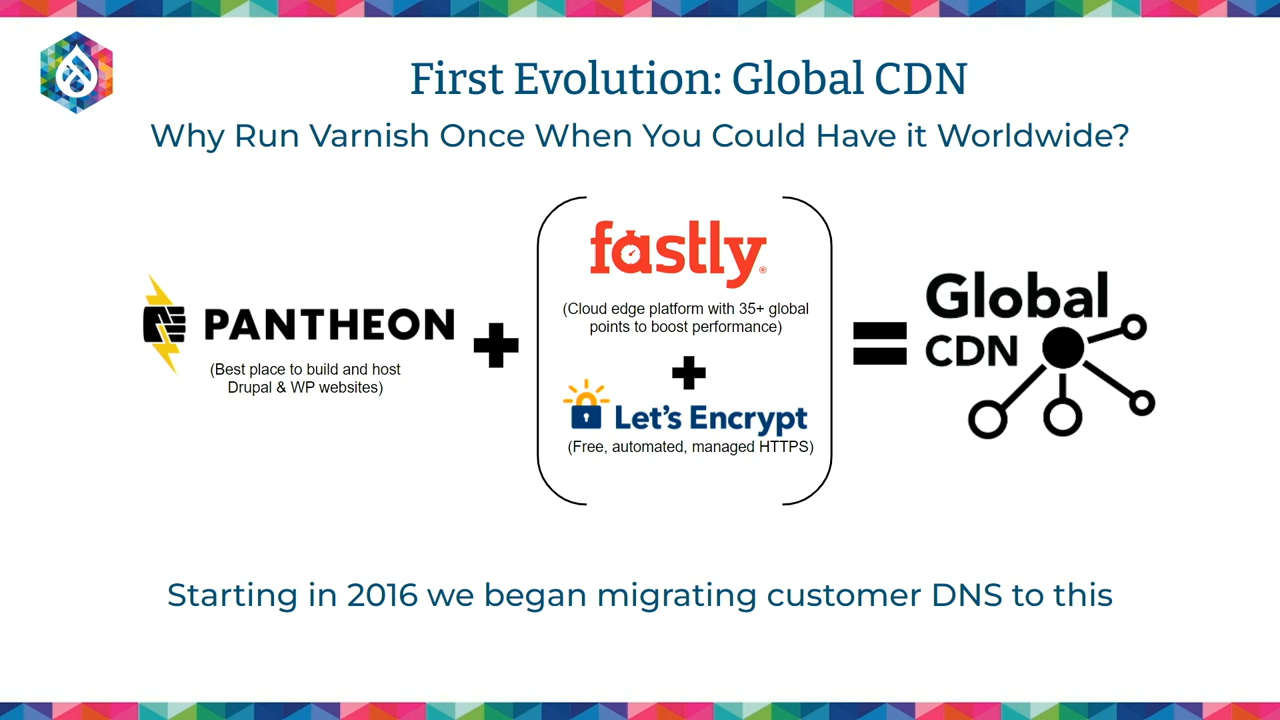 First Evolution: Global CDN
Why Run Varnish Once When You Could Have it Worldwide?
PANTHEON
(Best place to build and host
Drupal & WP websites)
fastly®
(Cloud edge platform with 35+ global
points to boost performance)
Let's Encrypt
(Free, automated, managed HTTPS)
Global
CDN
Starting in 2016 we began migrating customer DNS to this